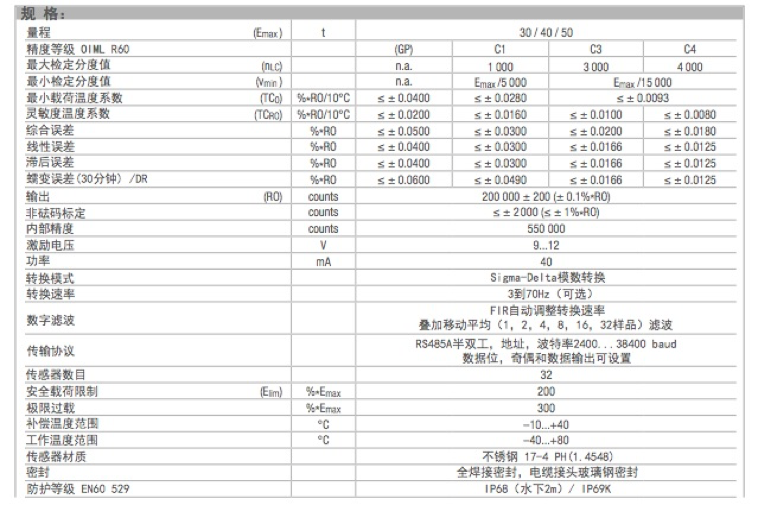 规 格:
量程 (Emax) t 30 / 40 / 50
精度等级 OIML R60 (GP) C1 C3 C4
最大检定分度值 (nLC) n.a. 1 000 3 000 4 000
最小检定分度值 (Vmin) n.a. Emax /5 000 Emax /15 000
最小载荷温度系数 (TC0) %*RO/10°C ≤ ± 0.0400 ≤ ± 0.0280 ≤ ± 0.0093
灵敏度温度系数 (TCRO) %*RO/10°C ≤ ± 0.0200 ≤ ± 0.0160 ≤ ± 0.0100 ≤ ± 0.0080
综合误差 %*RO ≤ ± 0.0500 ≤ ± 0.0300 ≤ ± 0.0200 ≤ ± 0.0180
线性误差 %*RO ≤ ± 0.0400 ≤ ± 0.0300 ≤ ± 0.0166 ≤ ± 0.0125
滞后误差 %*RO ≤ ± 0.0400 ≤ ± 0.0300 ≤ ± 0.0166 ≤ ± 0.0125
蠕变误差(30分钟) /DR %*RO ≤ ± 0.0600 ≤ ± 0.0490 ≤ ± 0.0166 ≤ ± 0.0125
输出 (RO) counts 200 000 ± 200 (± 0.1%*RO)
非砝码标定 counts ≤ ± 2000 (≤ ± 1%*RO)
内部精度 counts 550 000
激励电压 V 9...12
功率 mA 40
转换模式 Sigma-Delta模数转换
转换速率 3到70Hz (可选)
数字滤波 FIR自动调整转换速率
叠加移动平均 (1, 2, 4, 8, 16, 32样品) 滤波
传输协议 RS485A半双工, 地址, 波特率2400...38400 baud
数据位, 奇偶和数据输出可设置
传感器数目 32
安全载荷限制 (Elim) %*Emax 200
极限过载 %*Emax 300
补偿温度范围 °C -10...+40
工作温度范围 °C -40...+80
传感器材质 不锈钢 17-4 PH(1.4548)
密封 全焊接密封, 电缆接头玻璃钢密封
防护等级 EN60 529 IP68 (水下2m) / IP69K